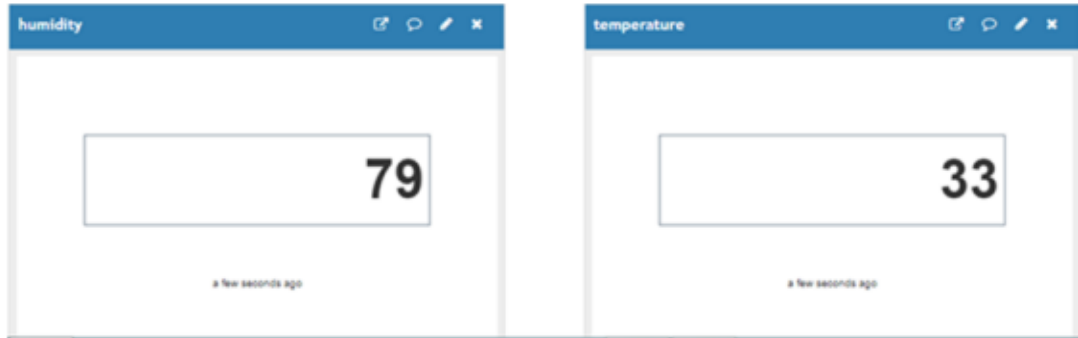 humidity
79
a few seconds ago
temperature
33
a few seconds ago